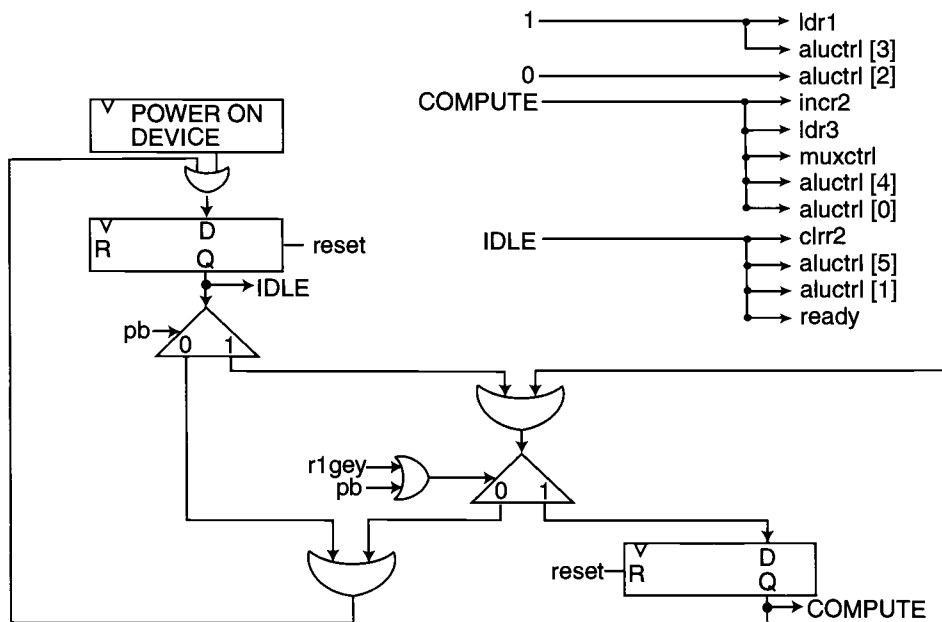 1
ldr1
aluctrl [3]
0
aluctrl [2]
COMPUTE
incr2
ldr3
muxctrl
aluctrl [4]
aluctrl [0]
IDLE
clrr2
aluctrl [5]
aluctrl [1]
ready
POWER ON
DEVICE
D
R
reset
Q
IDLE
pb
0 1
r1gey
pb
0 1
D
reset
R
Q
COMPUTE